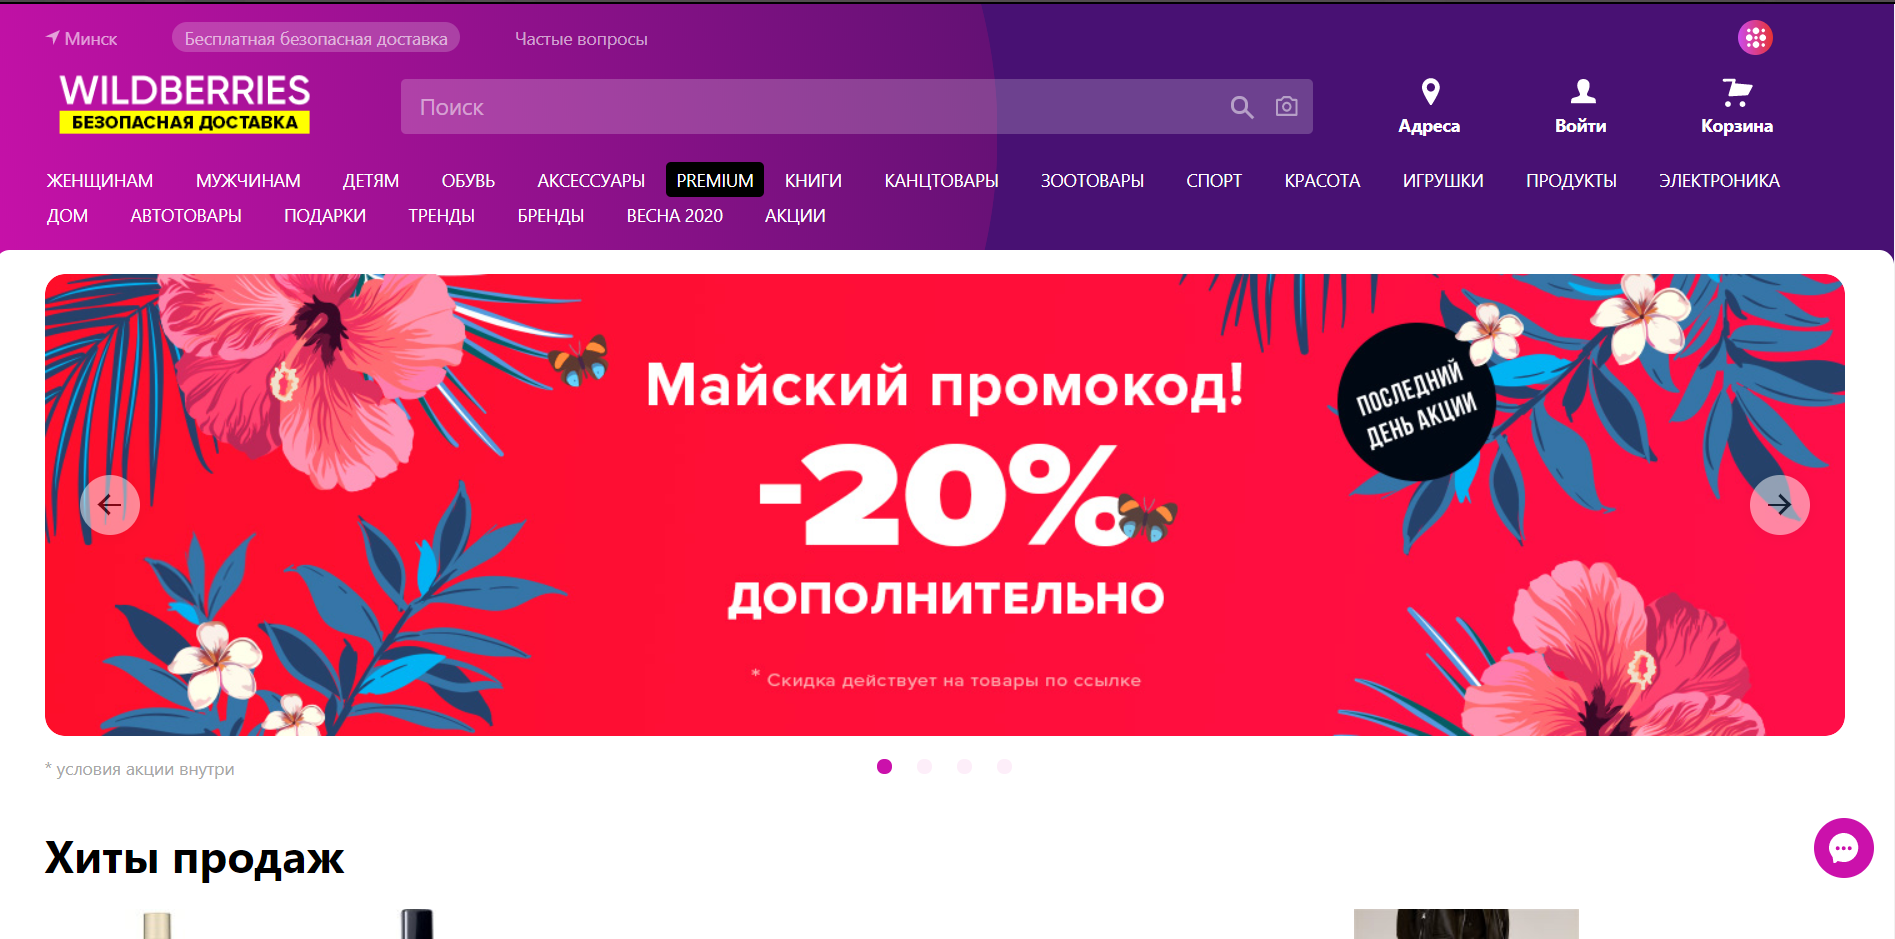 Минск
Бесплатная безопасная доставка
Частые вопросы
WILDBERRIES
БЕЗОПАСНАЯ ДОСТАВКА
Поиск
Адреса
Войти
Корзина
ЖЕНЩИНАМ МУЖЧИНАМ ДЕТЯМ ОБУВЬ АКСЕССУАРЫ PREMIUM КНИГИ КАНЦТОВАРЫ ЗООТОВАРЫ СПОРТ КРАСОТА ИГРУШКИ ПРОДУКТЫ ЭЛЕКТРОНИКА
ДОМ АВТОТОВАРЫ ПОДАРКИ ТРЕНДЫ БРЕНДЫ ВЕСНА 2020 АКЦИИ
Майский промокод!
-20%
ДОПОЛНИТЕЛЬНО
* Скидка действует на товары по ссылке
ПОСЛЕДНИЙ
ДЕНЬ АКЦИИ
* условия акции внутри
Хиты продаж